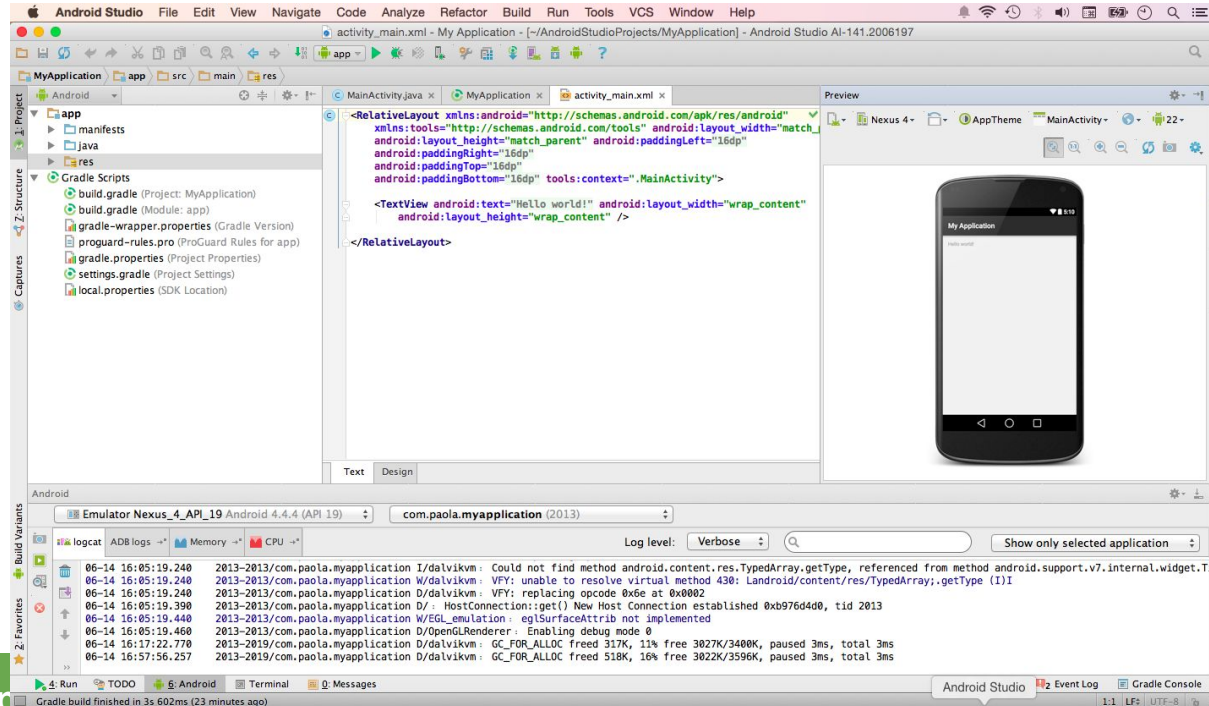 Android Studio File Edit View Navigate Code Analyze Refactor Build Run Tools VCS Window Help
activity_main.xml - My Application - [~/AndroidStudioProjects/MyApplication] - Android Studio AI-141.2006197
app
MyApplication app src main res
1: Project
Z: Structure
Captures
Build Variants
2: Favorites
Android
app
manifests
java
res
Gradle Scripts
build.gradle (Project: MyApplication)
build.gradle (Module: app)
gradle-wrapper.properties (Gradle Version)
proguard-rules.pro (ProGuard Rules for app)
gradle.properties (Project Properties)
settings.gradle (Project Settings)
local.properties (SDK Location)
MainActivity.java × MyApplication × activity_main.xml ×
<RelativeLayout xmlns:android="http://schemas.android.com/apk/res/android"
xmlns:tools="http://schemas.android.com/tools" android:layout_width="match_p
android:layout_height="match_parent" android:paddingLeft="16dp"
android:paddingRight="16dp"
android:paddingTop="16dp"
android:paddingBottom="16dp" tools:context=".MainActivity">
<TextView android:text="Hello world!" android:layout_width="wrap_content"
android:layout_height="wrap_content" />
</RelativeLayout>
Text Design
Preview
Nexus 4 AppTheme MainActivity 22
5:10
My Application
Hello world!
Android
Emulator Nexus_4_API_19 Android 4.4.4 (API 19) com.paola.myapplication (2013)
logcat ADB logs Memory CPU Log level: Verbose Show only selected application
06-14 16:05:19.240 2013-2013/com.paola.myapplication I/dalvikvm﹕ Could not find method android.content.res.TypedArray.getType, referenced from method android.support.v7.internal.widget.Ti
06-14 16:05:19.240 2013-2013/com.paola.myapplication W/dalvikvm﹕ VFY: unable to resolve virtual method 430: Landroid/content/res/TypedArray;.getType (I)I
06-14 16:05:19.240 2013-2013/com.paola.myapplication D/dalvikvm﹕ VFY: replacing opcode 0x6e at 0x0002
06-14 16:05:19.390 2013-2013/com.paola.myapplication D/﹕ HostConnection::get() New Host Connection established 0xb976d4d0, tid 2013
06-14 16:05:19.440 2013-2013/com.paola.myapplication W/EGL_emulation﹕ eglSurfaceAttrib not implemented
06-14 16:05:19.460 2013-2013/com.paola.myapplication D/OpenGLRenderer﹕ Enabling debug mode 0
06-14 16:17:22.770 2013-2019/com.paola.myapplication D/dalvikvm﹕ GC_FOR_ALLOC freed 317K, 11% free 3027K/3400K, paused 3ms, total 3ms
06-14 16:57:56.257 2013-2019/com.paola.myapplication D/dalvikvm﹕ GC_FOR_ALLOC freed 518K, 16% free 3022K/3596K, paused 3ms, total 3ms
4: Run TODO 6: Android Terminal 0: Messages Android Studio 2 Event Log Gradle Console
Gradle build finished in 3s 602ms (23 minutes ago) 1:1 LF UTF-8